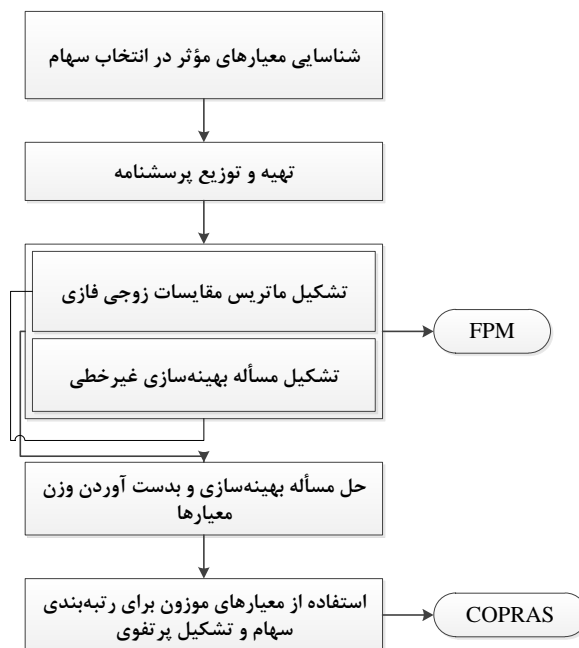 شناسایی معیارهای مؤثر در انتخاب سهام
تهیه و توزیع پرسشنامه
تشکیل ماتریس مقایسات زوجی فازی
FPM
تشکیل مسأله بهینه‌سازی غیرخطی
حل مسأله بهینه‌سازی و بدست آوردن وزن
معیارها
استفاده از معیارهای موزون برای رتبه‌بندی
سهام و تشکیل پرتفوی
COPRAS